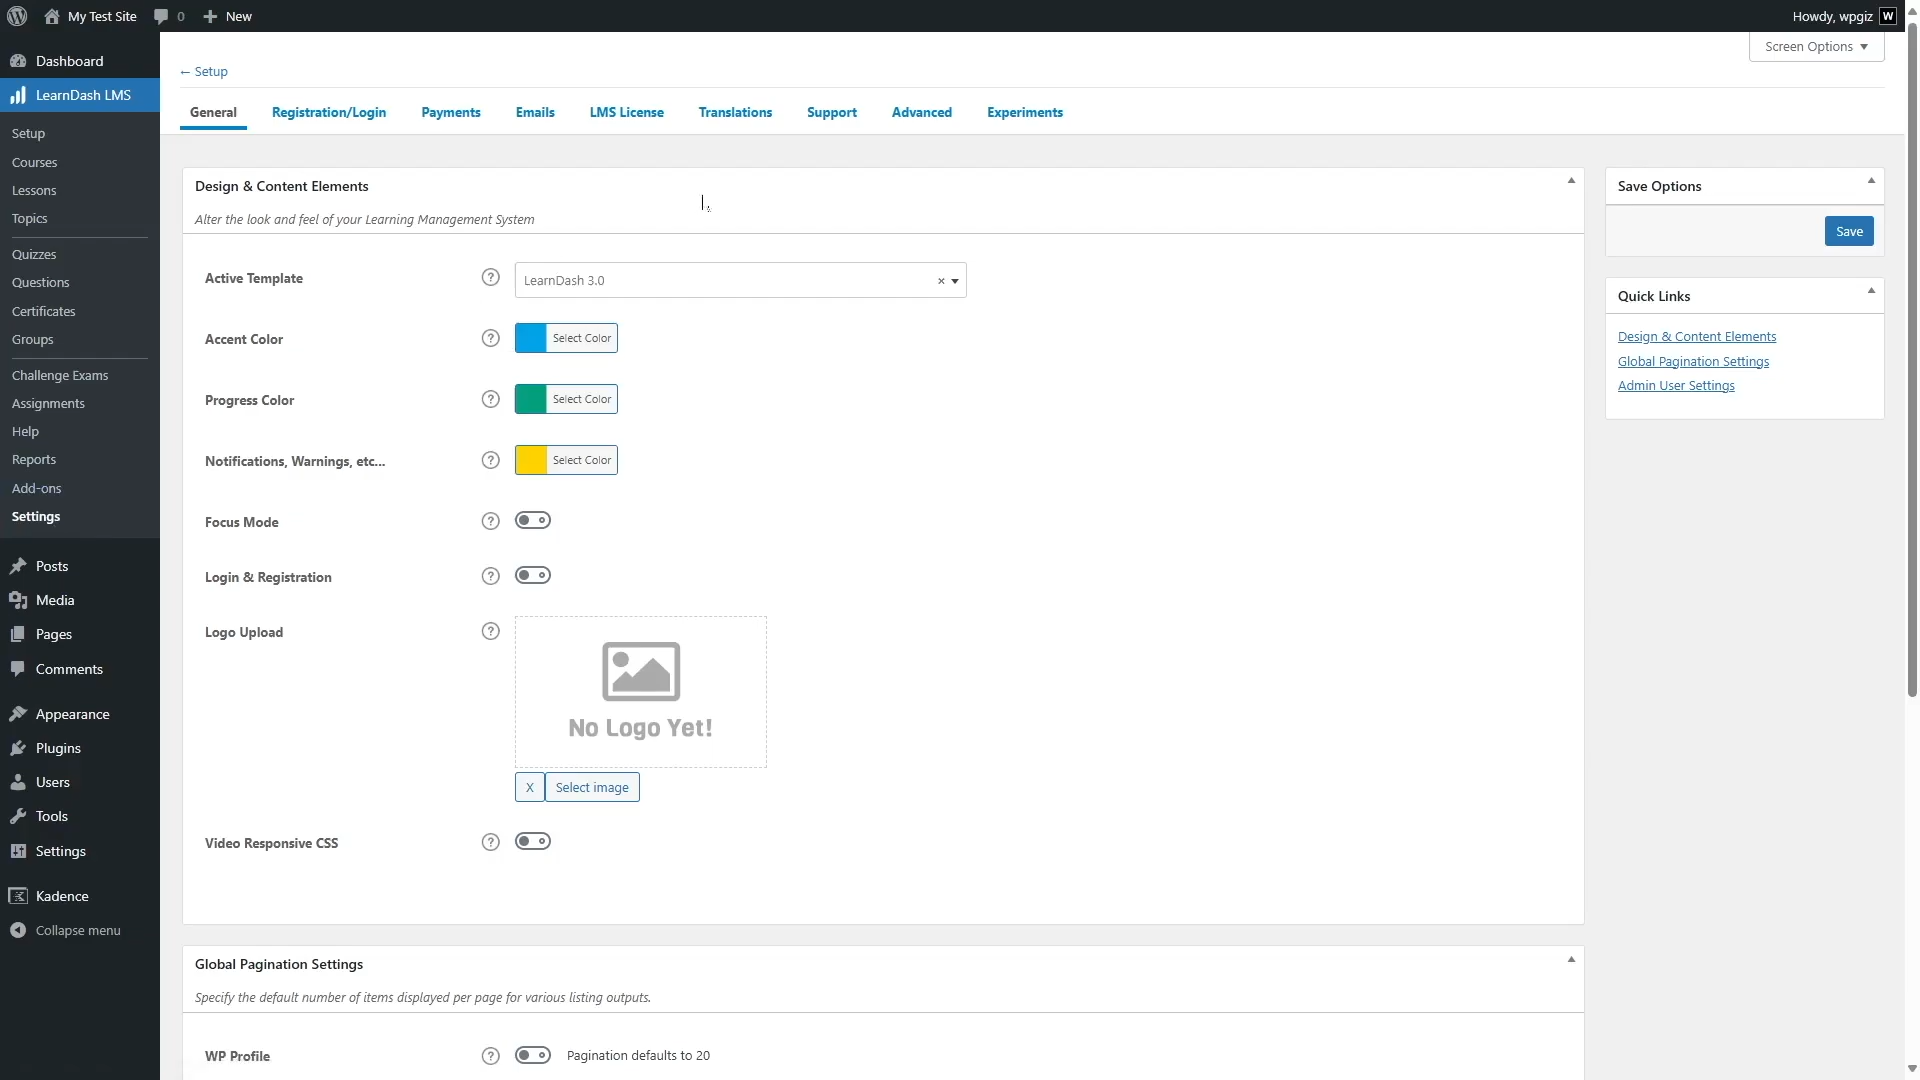 My Test Site
0
New
Howdy, wpgiz
W
Screen Options
Dashboard
LearnDash LMS
Setup
Courses
Lessons
Topics
Quizzes
Questions
Certificates
Groups
Challenge Exams
Assignments
Help
Reports
Add-ons
Settings
Posts
Media
Pages
Comments
Appearance
Plugins
Users
Tools
Settings
Kadence
Collapse menu
← Setup
General Registration/Login Payments Emails LMS License Translations Support Advanced Experiments
Design & Content Elements
Alter the look and feel of your Learning Management System
Active Template ? LearnDash 3.0 ×
Accent Color ? Select Color
Progress Color ? Select Color
Notifications, Warnings, etc... ? Select Color
Focus Mode ?
Login & Registration ?
Logo Upload ?
No Logo Yet!
X Select image
Video Responsive CSS ?
Global Pagination Settings
Specify the default number of items displayed per page for various listing outputs.
WP Profile ? Pagination defaults to 20
Save Options
Save
Quick Links
Design & Content Elements
Global Pagination Settings
Admin User Settings